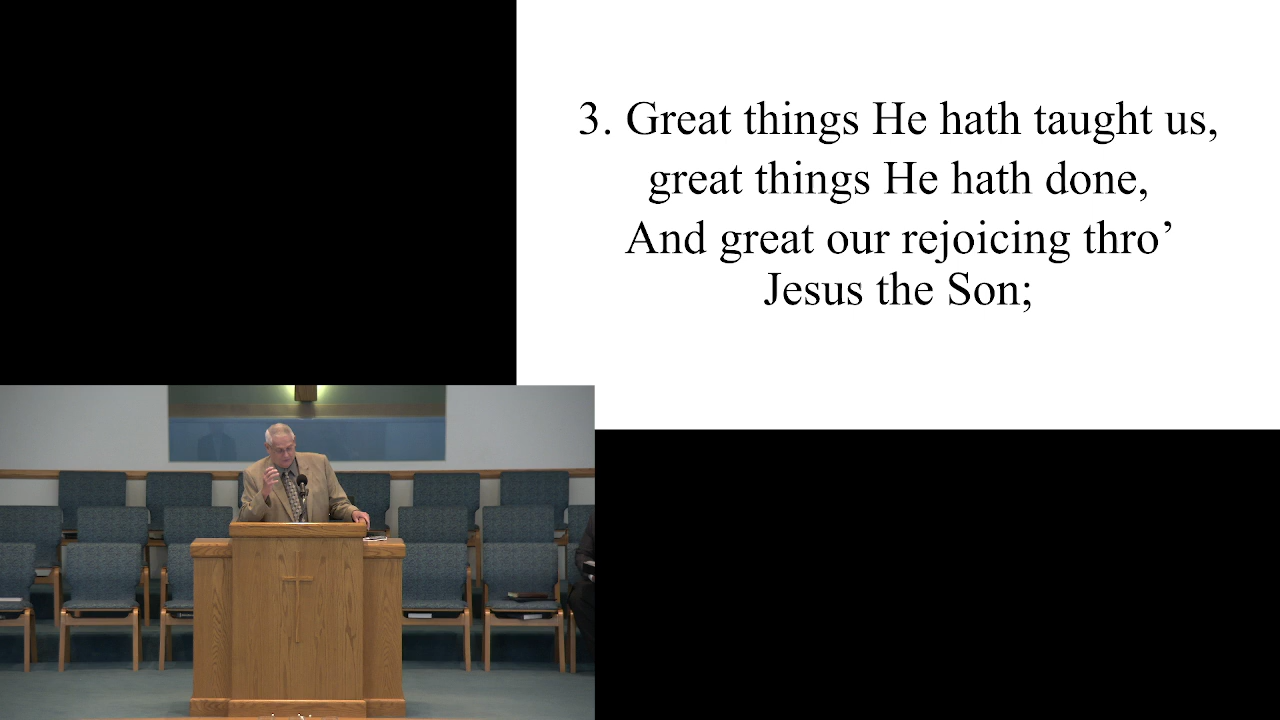 3. Great things He hath taught us,
great things He hath done,
And great our rejoicing thro’
Jesus the Son;